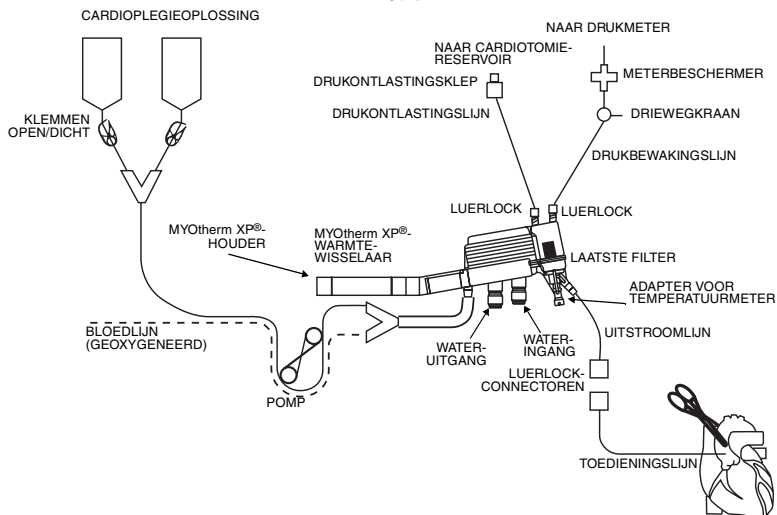 CARDIOPLEGIEOPLOSSING
NAAR DRUKMETER
NAAR CARDIOTOMIE-
RESERVOIR
METERBESCHERMER
DRUKONTLASTINGSKLEP
DRUKONTLASTINGSLIJN
KLEMMEN
OPEN/DICHT
DRIEWEGKRAAN
DRUKBEWAKINGSLIJN
LUERLOCK
LUERLOCK
MYOtherm XP®-
HOUDER
MYOtherm XP®-
WARMTE-
WISSELAAR
LAATSTE FILTER
ADAPTER VOOR
TEMPERATUURMETER
BLOEDLIJN
(GEOXYGENEERD)
WATER-
UITGANG
WATER-
INGANG
UITSTROOMLIJN
LUERLOCK-
CONNECTOREN
POMP
TOEDIENINGSLIJN